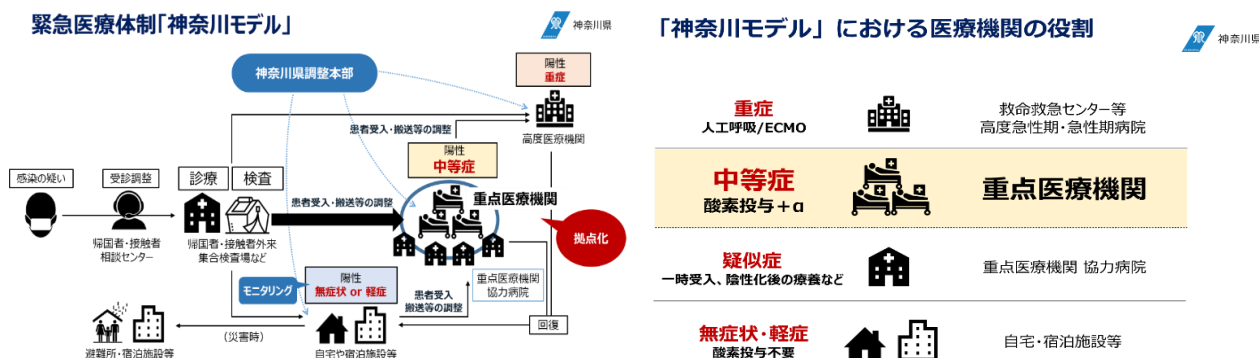 緊急医療体制「神奈川モデル」
神奈川県
神奈川県調整本部
陽性
重症
患者受入・搬送等の調整
高度医療機関
陽性
中等症
感染の疑い
受診調整
診療
検査
患者受入・搬送等の調整
重点医療機関
拠点化
帰国者・接触者
相談センター
帰国者・接触者外来
集合検査場など
モニタリング
陽性
無症状 or 軽症
患者受入
搬送等の調整
重点医療機関
協力病院
回復
(災害時)
避難所・宿泊施設等
自宅や宿泊施設等
「神奈川モデル」における医療機関の役割
神奈川県
重症
人工呼吸/ECMO
救命救急センター等
高度急性期・急性期病院
中等症
酸素投与+α
重点医療機関
疑似症
一時受入、陰性化後の療養など
重点医療機関 協力病院
無症状・軽症
酸素投与不要
自宅・宿泊施設等